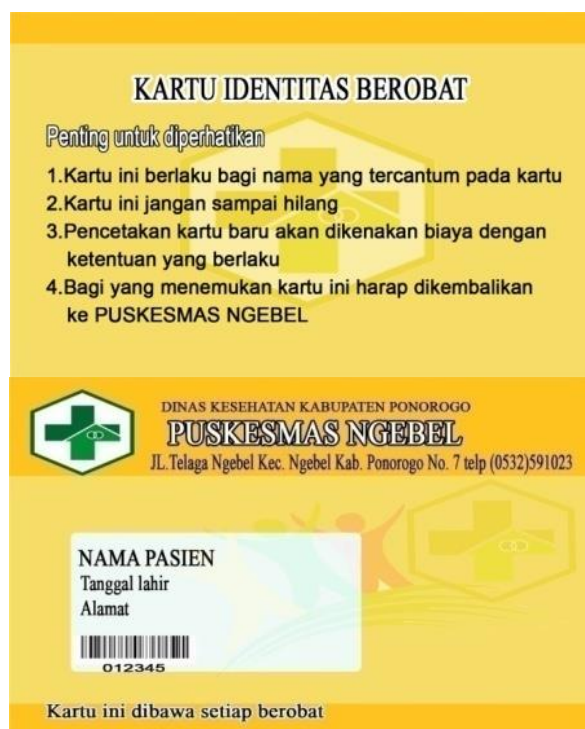 KARTU IDENTITAS BEROBAT
Penting untuk diperhatikan
1.Kartu ini berlaku bagi nama yang tercantum pada kartu
2.Kartu ini jangan sampai hilang
3.Pencetakan kartu baru akan dikenakan biaya dengan
ketentuan yang berlaku
4.Bagi yang menemukan kartu ini harap dikembalikan
ke PUSKESMAS NGEBEL
DINAS KESEHATAN KABUPATEN PONOROGO
PUSKESMAS NGEBEL
JL.Telaga Ngebel Kec. Ngebel Kab. Ponorogo No. 7 telp (0532)591023
NAMA PASIEN
Tanggal lahir
Alamat
012345
Kartu ini dibawa setiap berobat